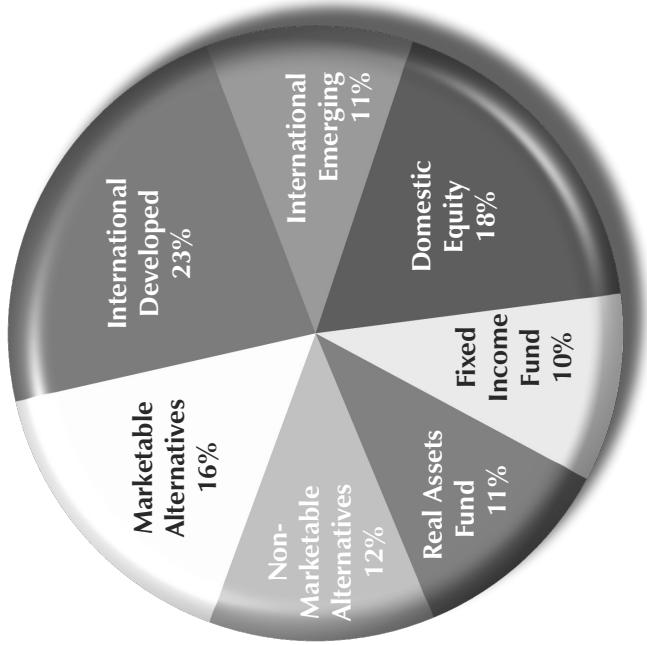 International
Emerging
11%
Domestic
Equity
18%
Fixed
Income
Fund
10%
Real Assets
Fund
11%
Non-
Marketable
Alternatives
12%
Marketable
Alternatives
16%
International
Developed
23%